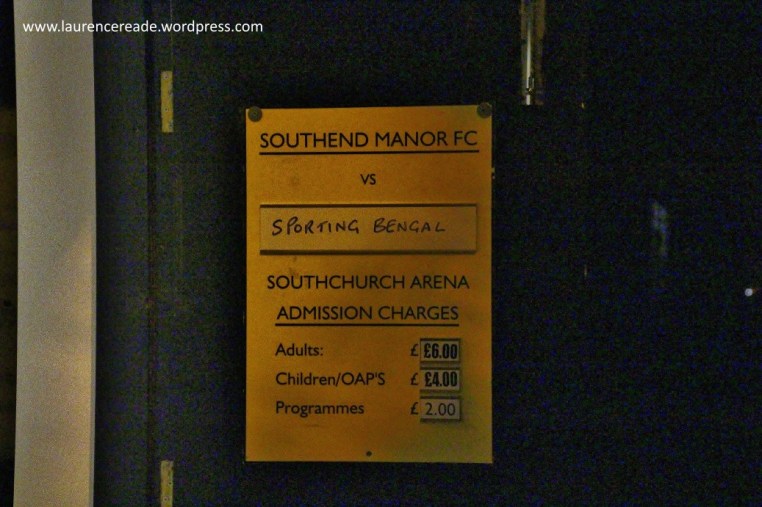 www.laurencereade.wordpress.com
SOUTHEND MANOR FC
VS
SPORTING BENGAL
SOUTHCHURCH ARENA
ADMISSION CHARGES
Adults: £ £6.00
Children/OAP'S £ £4.00
Programmes £ 2.00